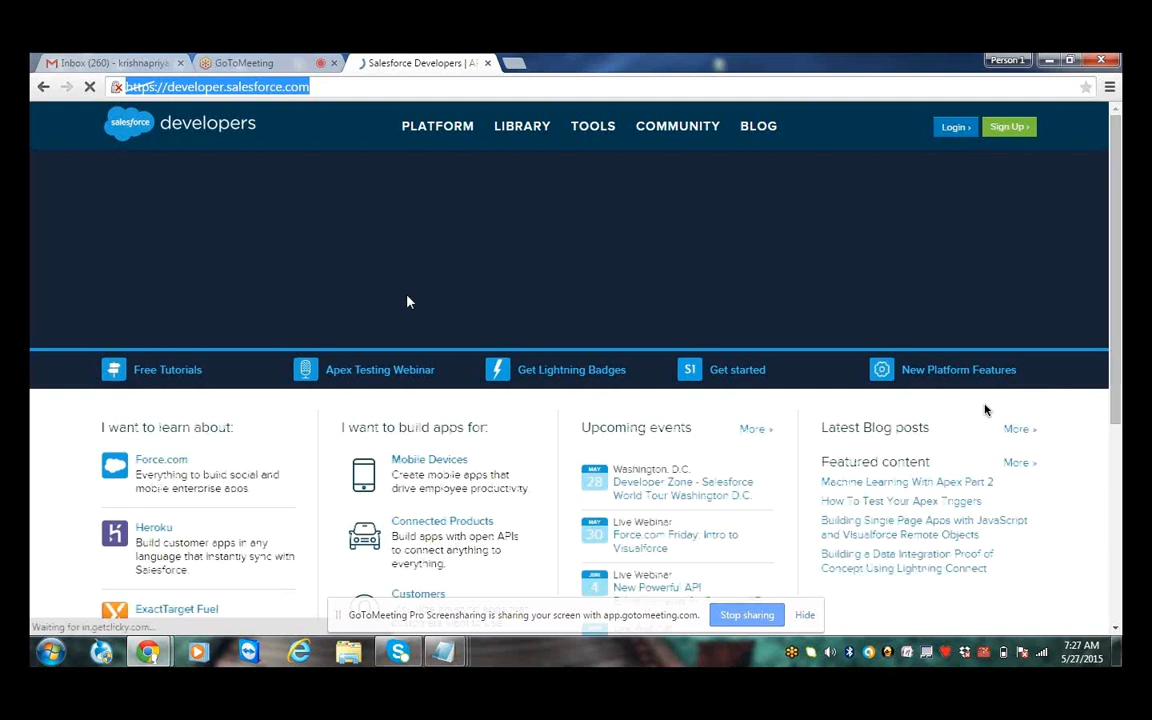 Inbox (260) - krishnapriya
GoToMeeting
Salesforce Developers | AP
Person 1
https://developer.salesforce.com
salesforce developers
PLATFORM
LIBRARY
TOOLS
COMMUNITY
BLOG
Login ›
Sign Up ›
Free Tutorials
Apex Testing Webinar
Get Lightning Badges
S1
Get started
New Platform Features
I want to learn about:
Force.com
Everything to build social and
mobile enterprise apps.
Heroku
Build customer apps in any
language that instantly sync with
Salesforce.
ExactTarget Fuel
I want to build apps for:
Mobile Devices
Create mobile apps that
drive employee productivity
Connected Products
Build apps with open APIs
to connect anything to
everything.
Customers
Upcoming events
More »
MAY
28
Washington, D.C.
Developer Zone - Salesforce
World Tour Washington D.C.
MAY
30
Live Webinar
Force.com Friday: Intro to
Visualforce
JUN
4
Live Webinar
New Powerful API
Latest Blog posts
More »
Featured content
More »
Machine Learning With Apex Part 2
How To Test Your Apex Triggers
Building Single Page Apps with JavaScript
and Visualforce Remote Objects
Building a Data Integration Proof of
Concept Using Lightning Connect
GoToMeeting Pro Screensharing is sharing your screen with app.gotomeeting.com.
Stop sharing
Hide
Waiting for in.getclicky.com...
7:27 AM
5/27/2015